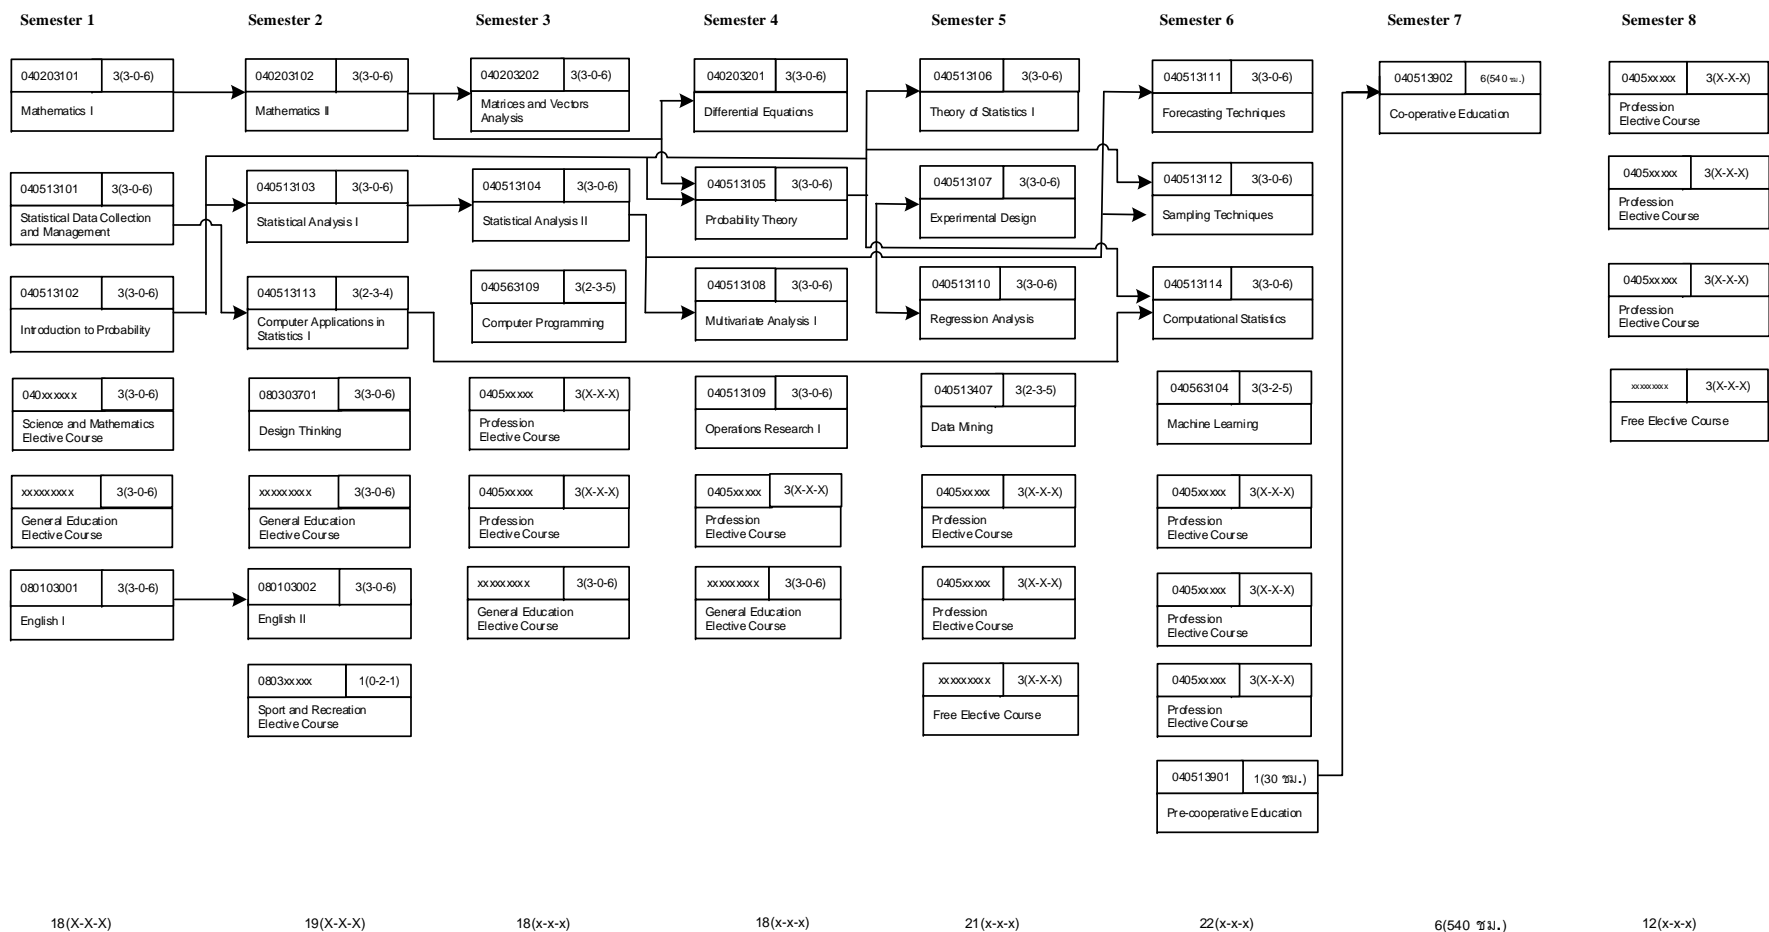 Semester 1
Semester 2
Semester 3
Semester 4
Semester 5
Semester 6
Semester 7
Semester 8
040203101 3(3-0-6)
Mathematics I
040203102 3(3-0-6)
Mathematics II
040203202 3(3-0-6)
Matrices and Vectors
Analysis
040203201 3(3-0-6)
Differential Equations
040513106 3(3-0-6)
Theory of Statistics I
040513111 3(3-0-6)
Forecasting Techniques
040513902 6(540 ชม.)
Co-operative Education
0405xxxxx 3(X-X-X)
Profession
Elective Course
040513101 3(3-0-6)
Statistical Data Collection
and Management
040513103 3(3-0-6)
Statistical Analysis I
040513104 3(3-0-6)
Statistical Analysis II
040513105 3(3-0-6)
Probability Theory
040513107 3(3-0-6)
Experimental Design
040513112 3(3-0-6)
Sampling Techniques
0405xxxxx 3(X-X-X)
Profession
Elective Course
040513102 3(3-0-6)
Introduction to Probability
040513113 3(2-3-4)
Computer Applications in
Statistics I
040563109 3(2-3-5)
Computer Programming
040513108 3(3-0-6)
Multivariate Analysis I
040513110 3(3-0-6)
Regression Analysis
040513114 3(3-0-6)
Computational Statistics
0405xxxxx 3(X-X-X)
Profession
Elective Course
040xxxxxx 3(3-0-6)
Science and Mathematics
Elective Course
080303701 3(3-0-6)
Design Thinking
0405xxxxx 3(X-X-X)
Profession
Elective Course
040513109 3(3-0-6)
Operations Research I
040513407 3(2-3-5)
Data Mining
040563104 3(3-2-5)
Machine Learning
xxxxxxxxx 3(X-X-X)
Free Elective Course
xxxxxxxxx 3(3-0-6)
General Education
Elective Course
xxxxxxxxx 3(3-0-6)
General Education
Elective Course
0405xxxxx 3(X-X-X)
Profession
Elective Course
0405xxxxx 3(X-X-X)
Profession
Elective Course
0405xxxxx 3(X-X-X)
Profession
Elective Course
0405xxxxx 3(X-X-X)
Profession
Elective Course
080103001 3(3-0-6)
English I
080103002 3(3-0-6)
English II
xxxxxxxxx 3(3-0-6)
General Education
Elective Course
xxxxxxxxx 3(3-0-6)
General Education
Elective Course
0405xxxxx 3(X-X-X)
Profession
Elective Course
0405xxxxx 3(X-X-X)
Profession
Elective Course
0803xxxxx 1(0-2-1)
Sport and Recreation
Elective Course
xxxxxxxxx 3(X-X-X)
Free Elective Course
0405xxxxx 3(X-X-X)
Profession
Elective Course
040513901 1(30 ชม.)
Pre-cooperative Education
18(X-X-X)
19(X-X-X)
18(x-x-x)
18(x-x-x)
21(x-x-x)
22(x-x-x)
6(540 ชม.)
12(x-x-x)